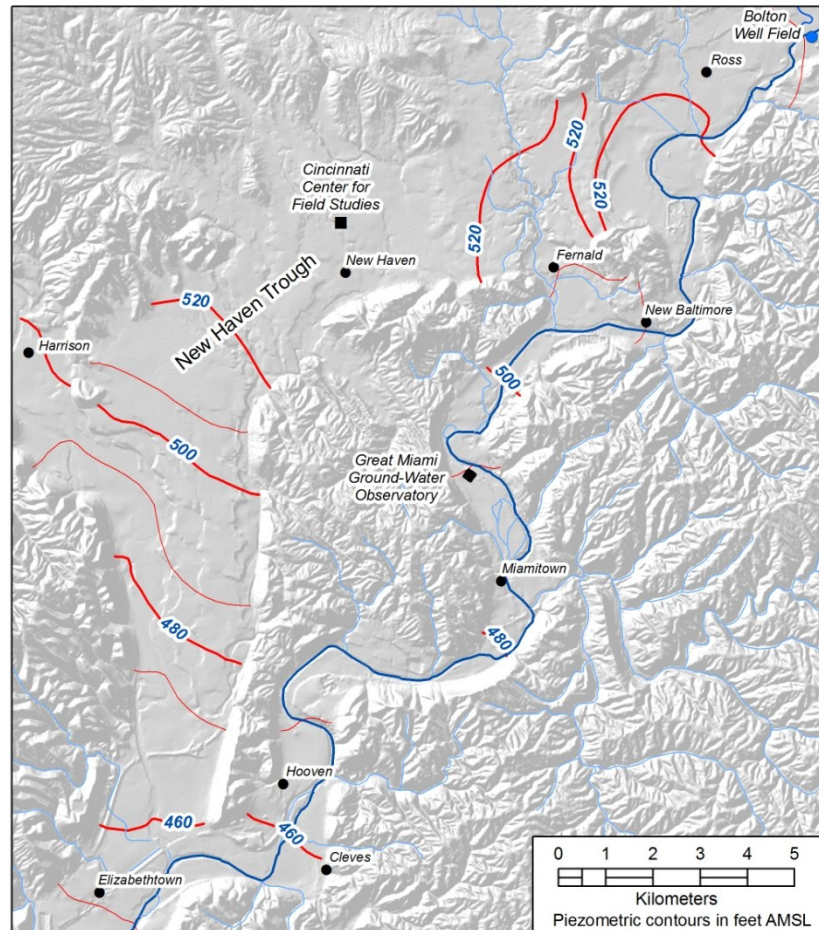 Bolton
Well Field
Ross
520
520
520
Cincinnati
Center for
Field Studies
New Haven
New Haven Trough
Fernald
New Baltimore
520
Harrison
500
500
Great Miami
Ground-Water
Observatory
Miamitown
480
480
Hooven
460
460
Cleves
Elizabethtown
0 1 2 3 4 5
Kilometers
Piezometric contours in feet AMSL